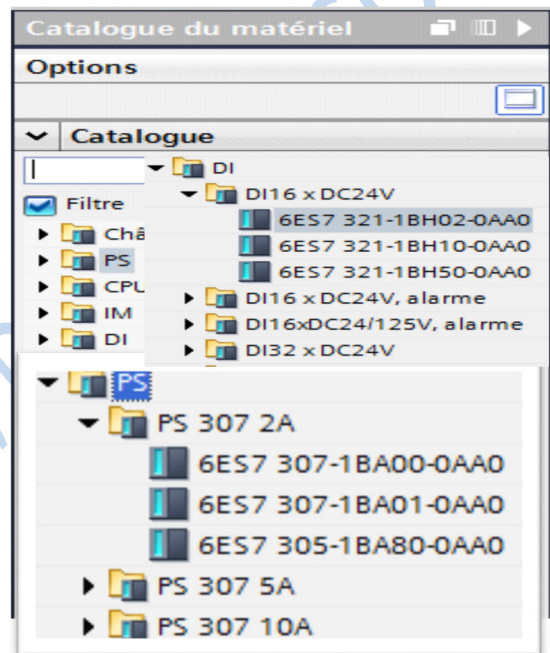 Catalogue du matériel
Options
Catalogue
Filtre
Châ
PS
CPU
IM
DI
DI
DI16 x DC24V
6ES7 321-1BH02-0AA0
6ES7 321-1BH10-0AA0
6ES7 321-1BH50-0AA0
DI16 x DC24V, alarme
DI16xDC24/125V, alarme
DI32 x DC24V
PS
PS 307 2A
6ES7 307-1BA00-0AA0
6ES7 307-1BA01-0AA0
6ES7 305-1BA80-0AA0
PS 307 5A
PS 307 10A